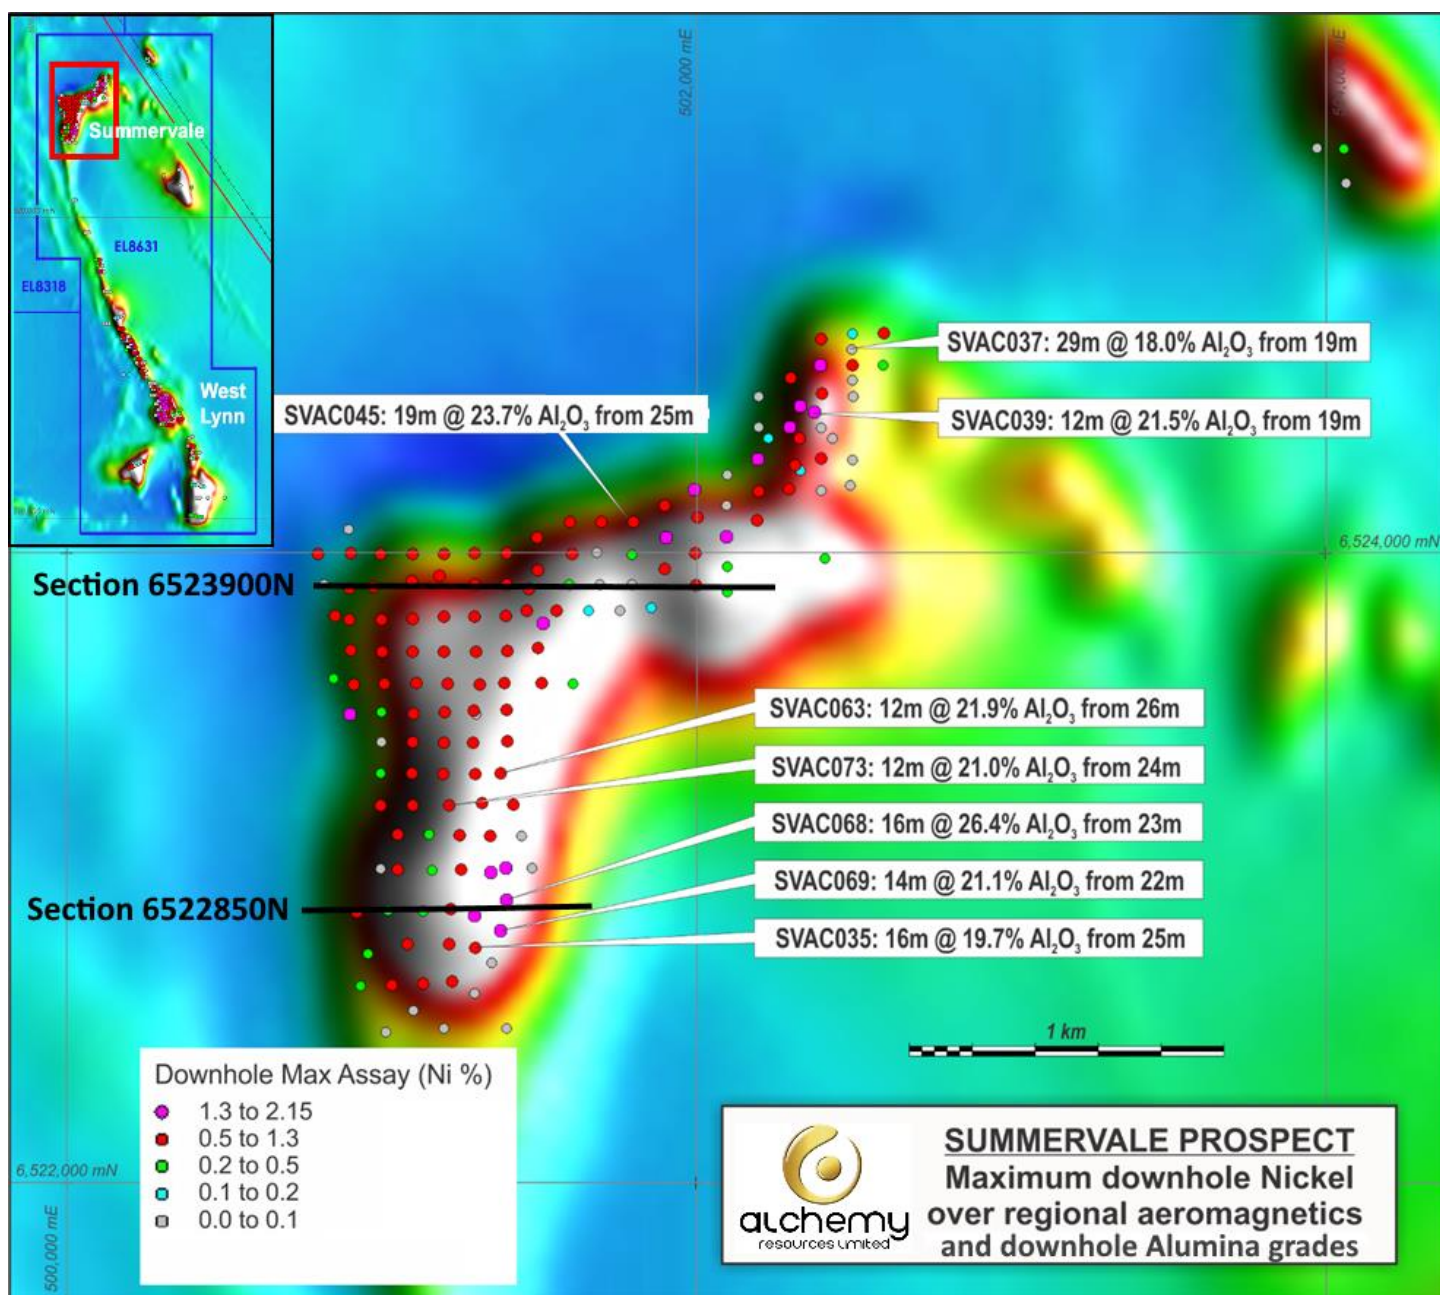 Summervale
EL8631
EL8318
West
Lynn
502,000 mE
SVAC037: 29m @ 18.0% Al₂O₃ from 19m
SVAC045: 19m @ 23.7% Al₂O₃ from 25m
SVAC039: 12m @ 21.5% Al₂O₃ from 19m
6,524,000 mN
Section 6523900N
SVAC063: 12m @ 21.9% Al₂O₃ from 26m
SVAC073: 12m @ 21.0% Al₂O₃ from 24m
SVAC068: 16m @ 26.4% Al₂O₃ from 23m
SVAC069: 14m @ 21.1% Al₂O₃ from 22m
Section 6522850N
SVAC035: 16m @ 19.7% Al₂O₃ from 25m
1 km
Downhole Max Assay (Ni %)
1.3 to 2.15
0.5 to 1.3
0.2 to 0.5
0.1 to 0.2
0.0 to 0.1
6,522,000 mN
500,000 mE
alchemy
resources limited
SUMMERVALE PROSPECT
Maximum downhole Nickel
over regional aeromagnetics
and downhole Alumina grades